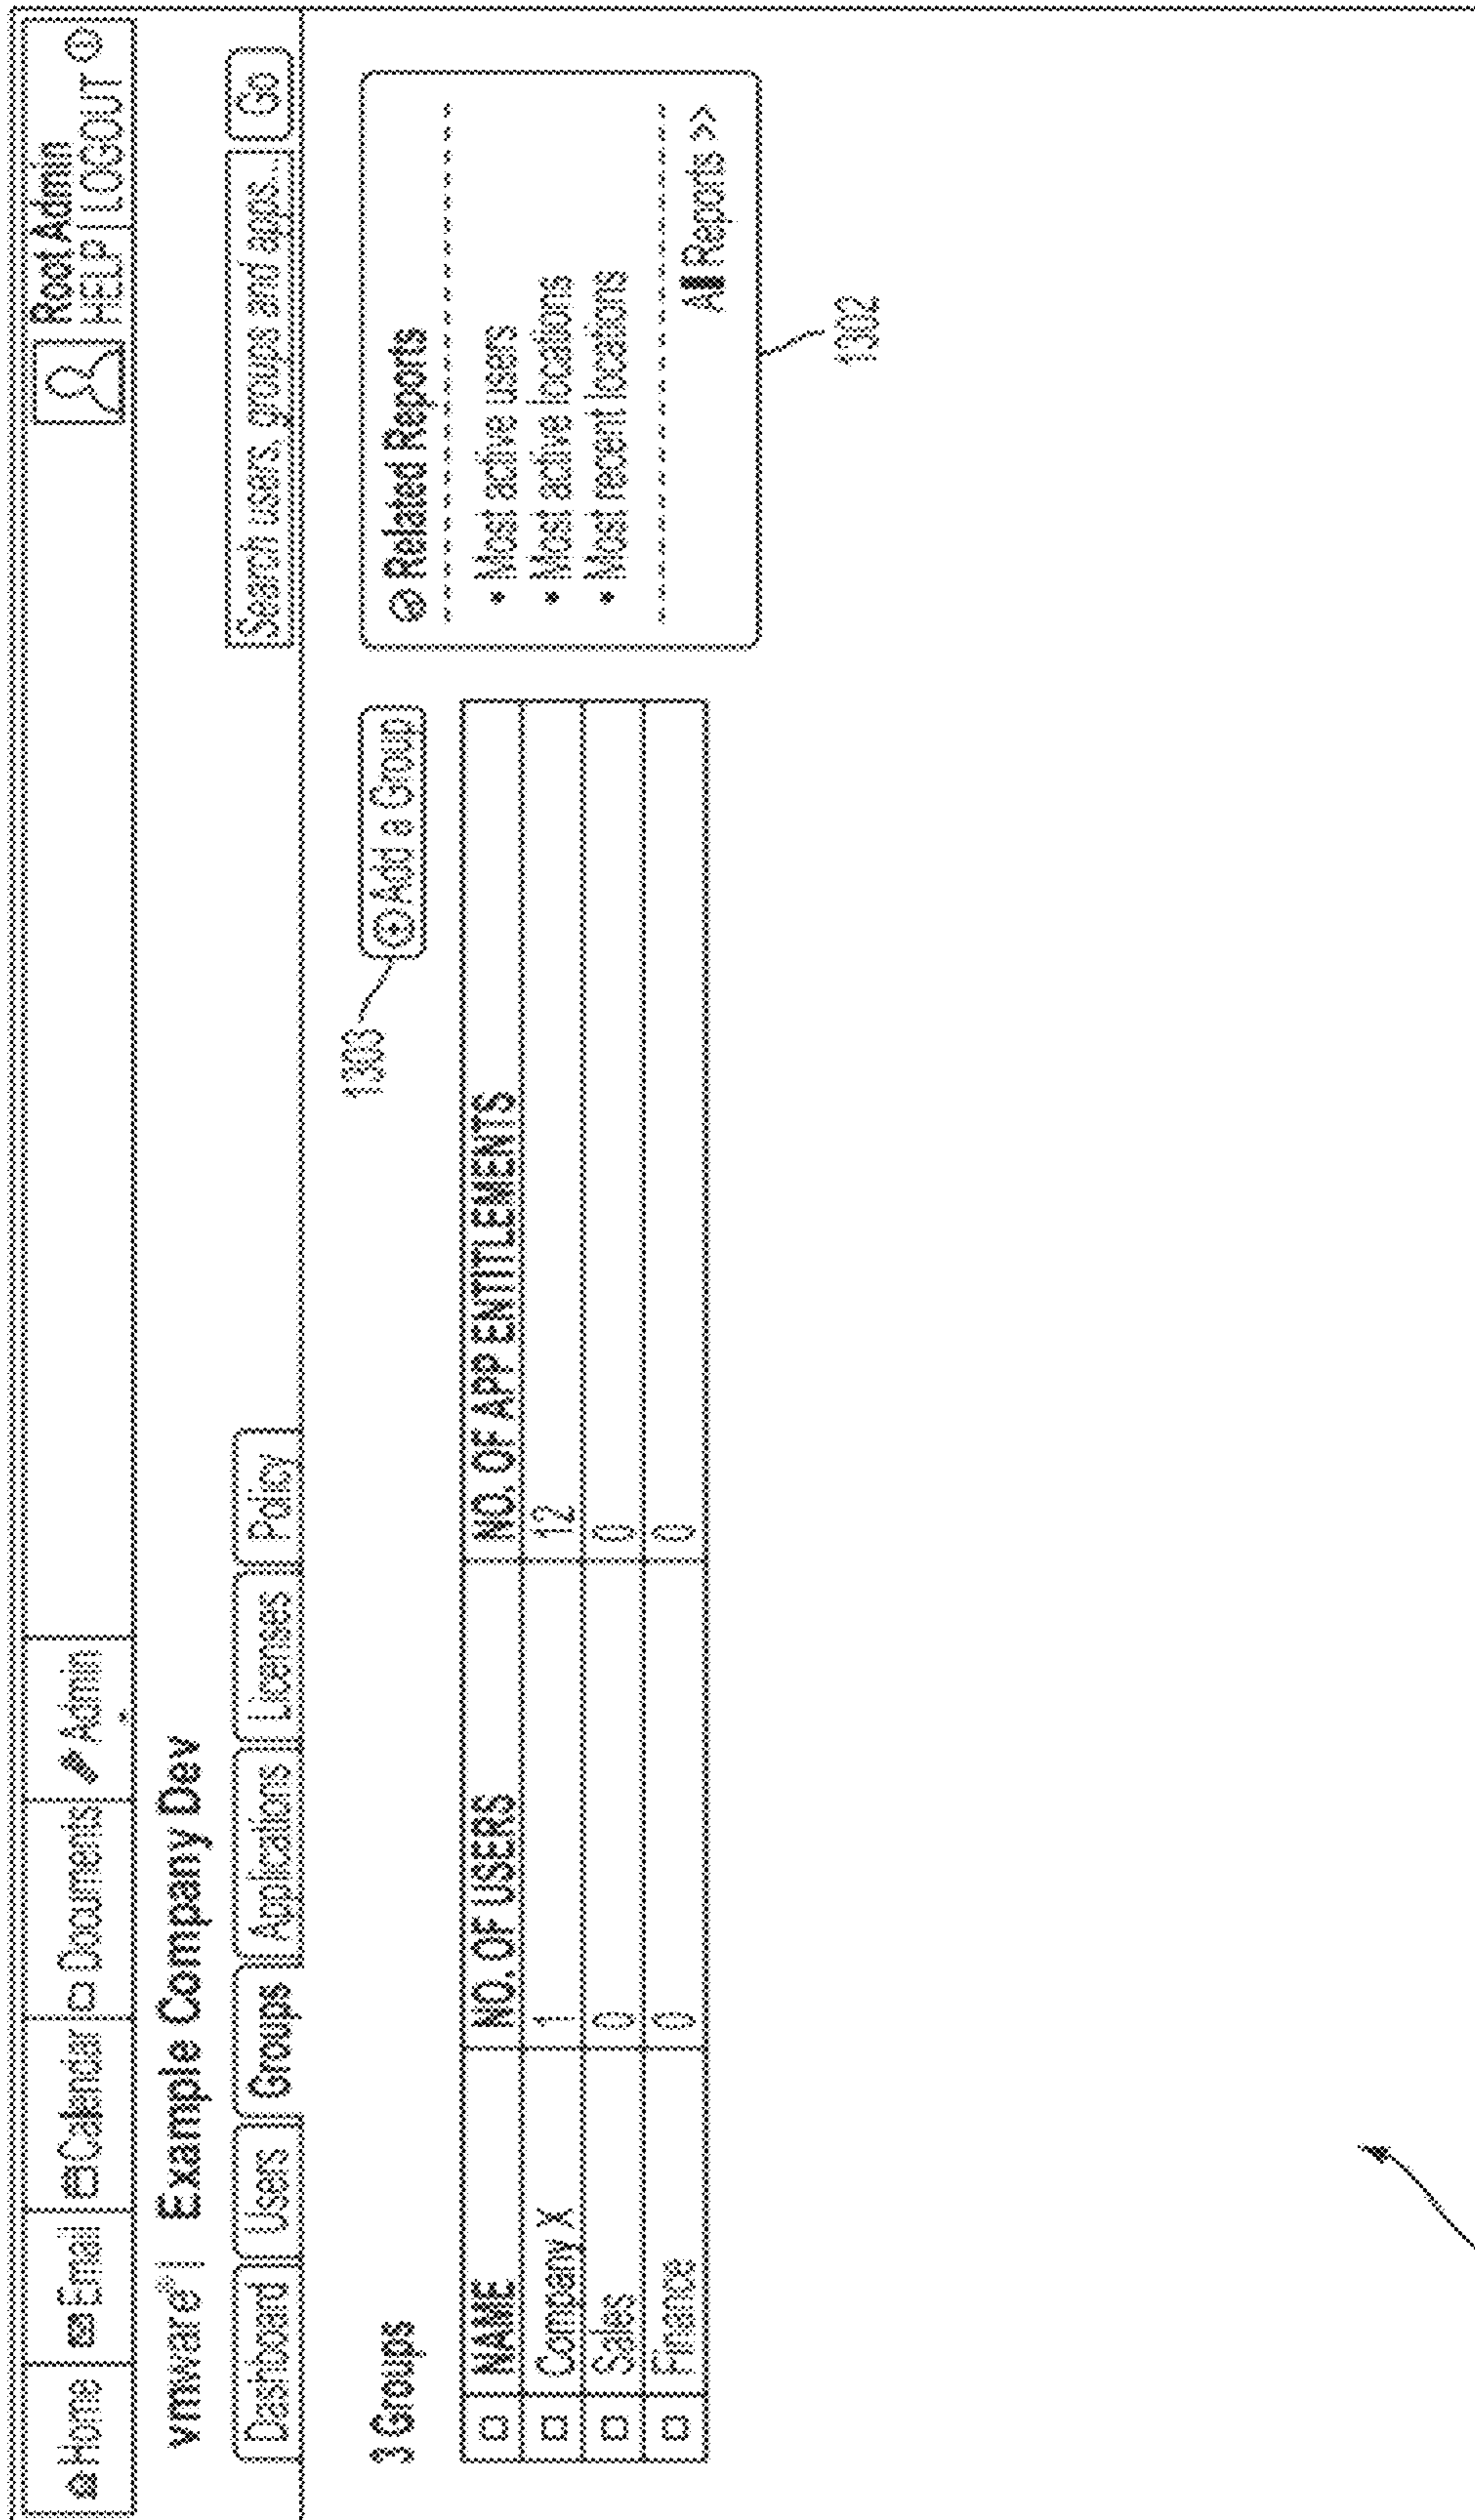 Home Email Calendar Documents Admin Root Admin
HELP | LOGOUT
vmware® | Example Company Dev
Dashboard Users Groups Applications Licenses Policy Search users, groups and apps... Go
3 Groups 1303 Add a Group
NAME NO. OF USERS NO. OF APP ENTITLEMENTS
Company X 1 12
Sales 0 0
Finance 0 0
Related Reports
• Most active users
• Most active locations
• Most recent locations
All Reports >>
1302